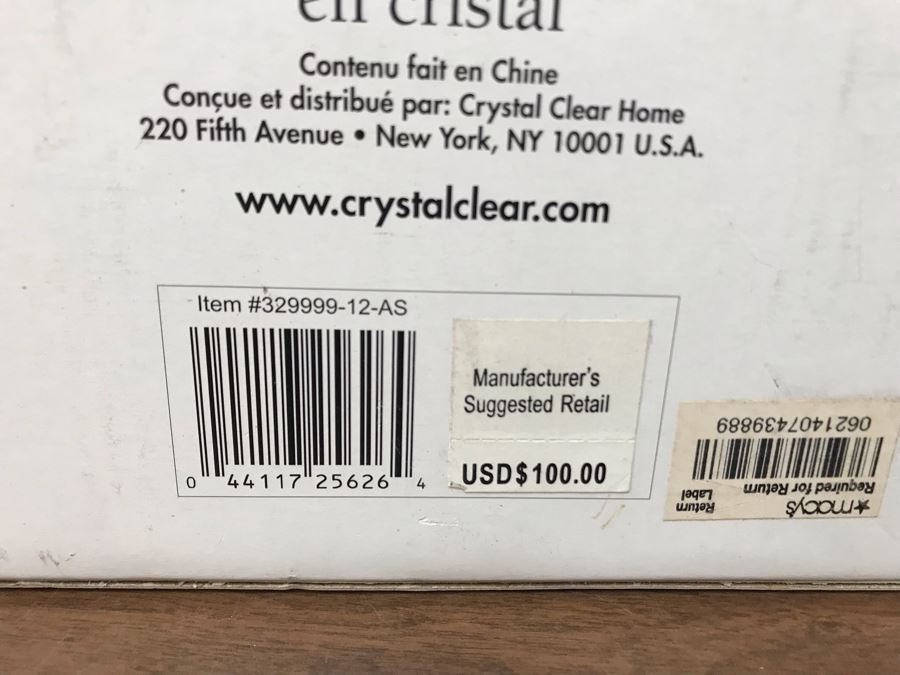 en cristal
Contenu fait en Chine
Conçue et distribué par: Crystal Clear Home
220 Fifth Avenue • New York, NY 10001 U.S.A.
www.crystalclear.com
Item #329999-12-AS
0 44117 25626 4
Manufacturer's
Suggested Retail
USD$100.00
★macy's
Required for Return
Return
Label
0621407439889